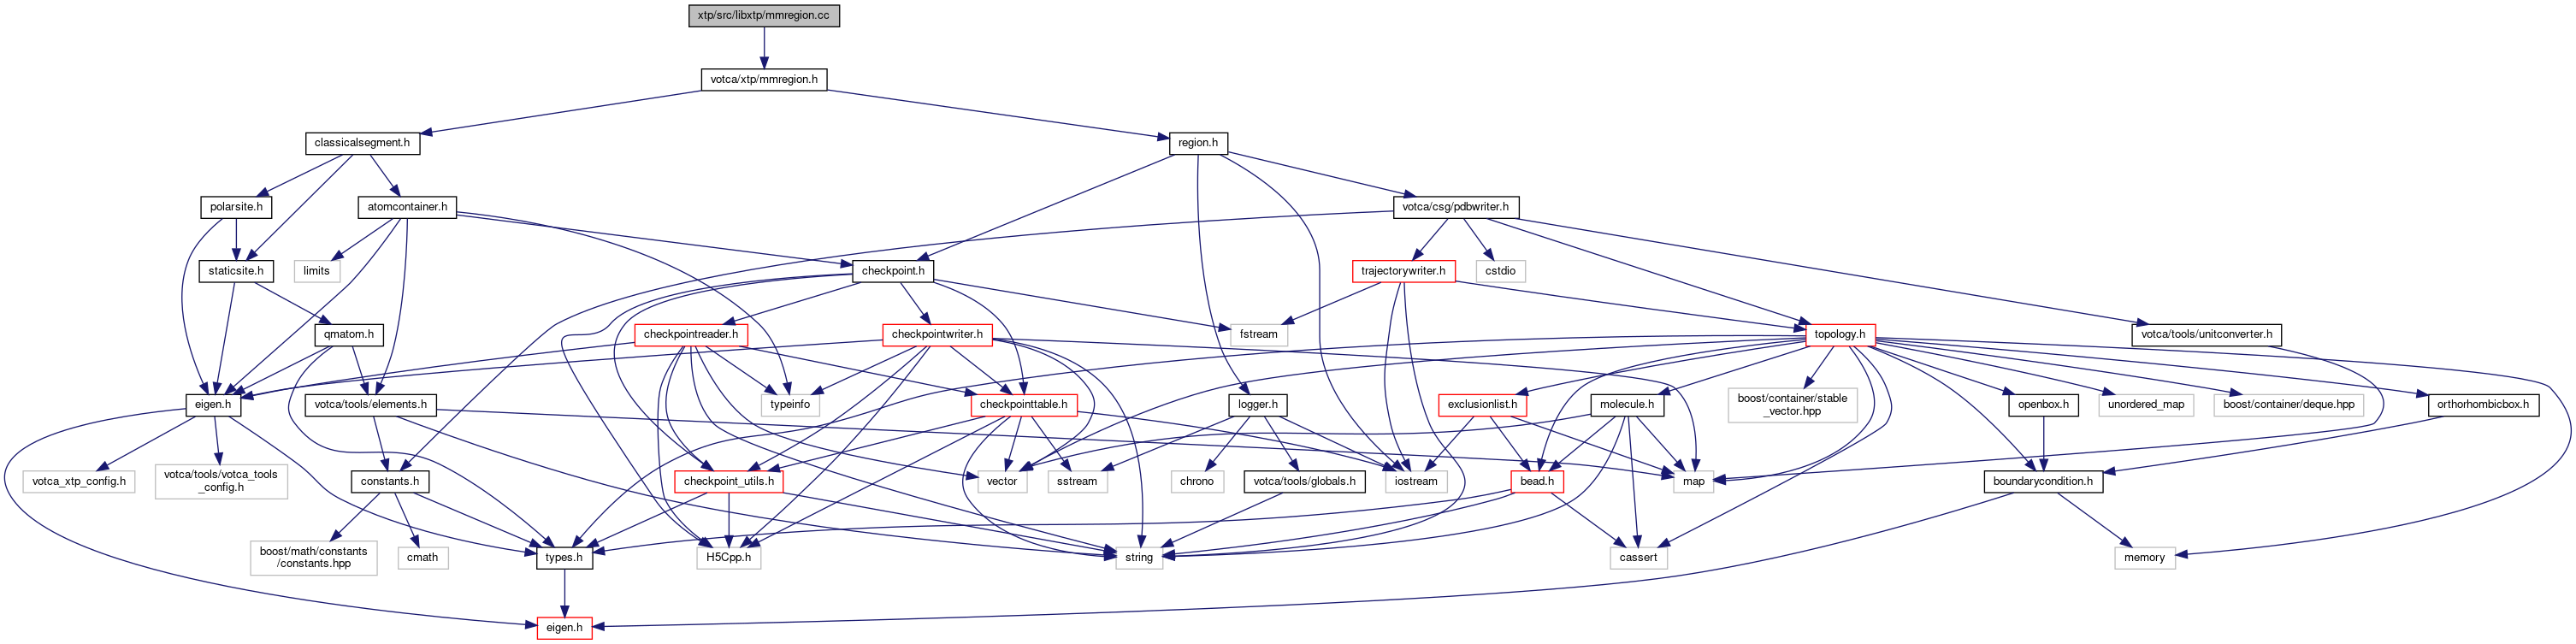 xtp/src/libxtp/mmregion.cc
votca/xtp/mmregion.h
classicalsegment.h
region.h
polarsite.h
atomcontainer.h
votca/csg/pdbwriter.h
staticsite.h
limits
checkpoint.h
trajectorywriter.h
cstdio
qmatom.h
checkpointreader.h
checkpointwriter.h
fstream
topology.h
votca/tools/unitconverter.h
eigen.h
votca/tools/elements.h
typeinfo
checkpointtable.h
logger.h
exclusionlist.h
molecule.h
boost/container/stable
_vector.hpp
openbox.h
unordered_map
boost/container/deque.hpp
orthorhombicbox.h
votca_xtp_config.h
votca/tools/votca_tools
_config.h
constants.h
checkpoint_utils.h
vector
sstream
chrono
votca/tools/globals.h
iostream
bead.h
map
boundarycondition.h
boost/math/constants
/constants.hpp
cmath
types.h
H5Cpp.h
string
cassert
memory
eigen.h